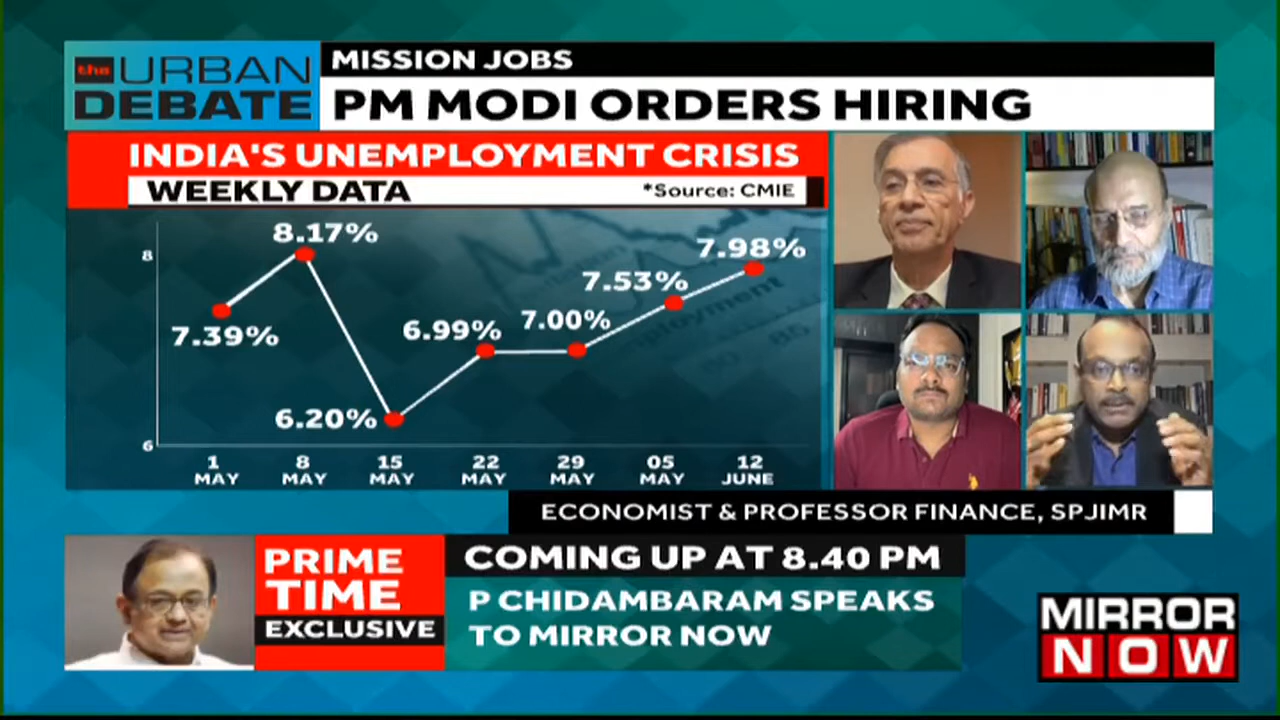 the URBAN
DEBATE
MISSION JOBS
PM MODI ORDERS HIRING
INDIA'S UNEMPLOYMENT CRISIS
WEEKLY DATA
*Source: CMIE
8
6
7.39%
8.17%
6.20%
6.99%
7.00%
7.53%
7.98%
1 8 15 22 29 05 12
MAY MAY MAY MAY MAY MAY JUNE
ECONOMIST & PROFESSOR FINANCE, SPJIMR
PRIME
TIME
EXCLUSIVE
COMING UP AT 8.40 PM
P CHIDAMBARAM SPEAKS
TO MIRROR NOW
MIRROR
NOW